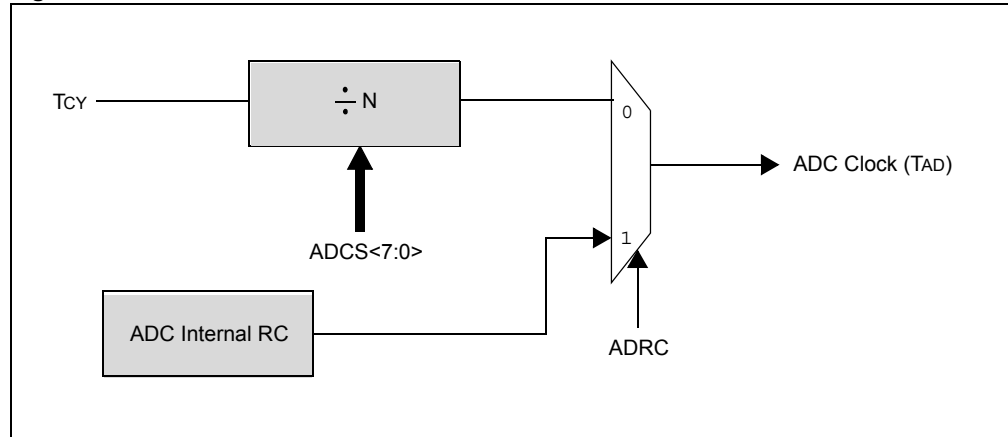 TCY
÷ N
0
ADC Clock (TAD)
1
ADCS<7:0>
ADC Internal RC
ADRC